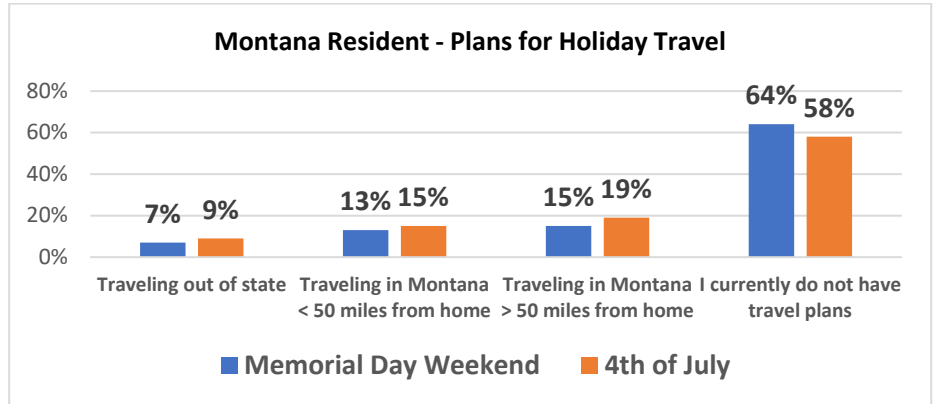 Montana Resident - Plans for Holiday Travel
80%
60%
40%
20%
0%
7%
9%
13%
15%
15%
19%
64%
58%
Traveling out of state
Traveling in Montana
< 50 miles from home
Traveling in Montana
> 50 miles from home
I currently do not have
travel plans
Memorial Day Weekend
4th of July